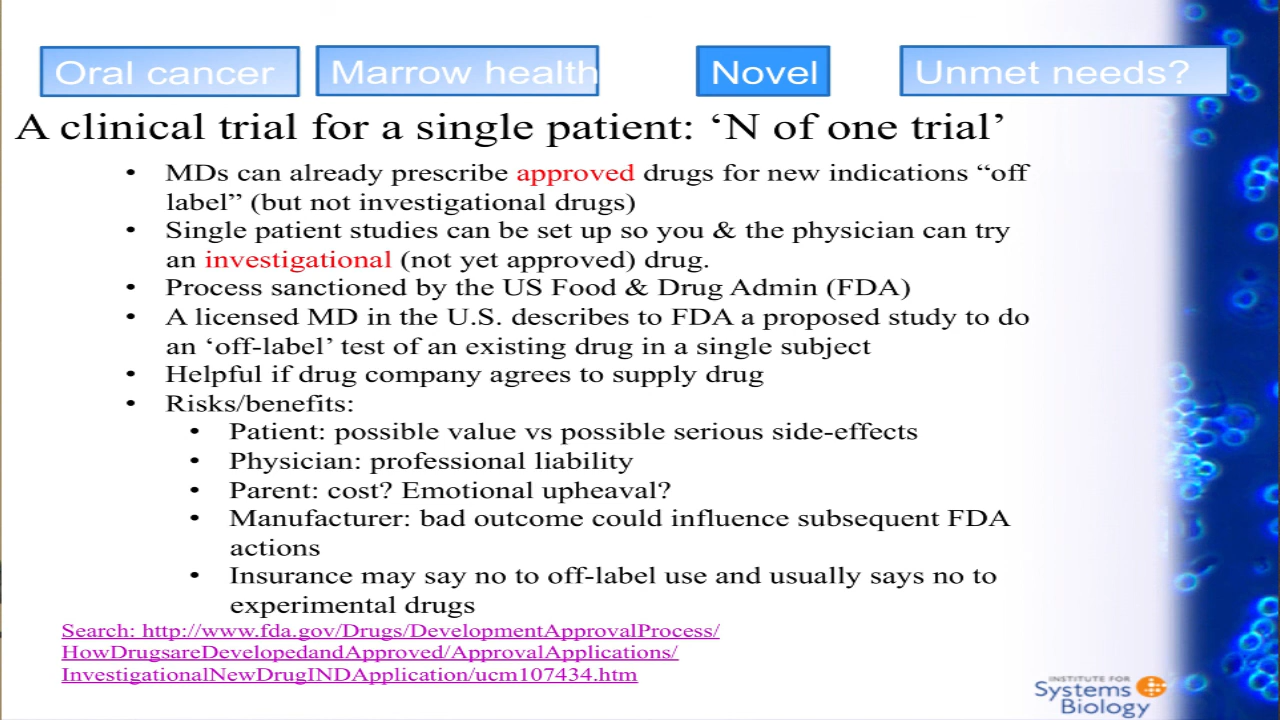 Oral cancer
Marrow health
Novel
Unmet needs?
A clinical trial for a single patient: ‘N of one trial’
• MDs can already prescribe approved drugs for new indications “off
label” (but not investigational drugs)
• Single patient studies can be set up so you & the physician can try
an investigational (not yet approved) drug.
• Process sanctioned by the US Food & Drug Admin (FDA)
• A licensed MD in the U.S. describes to FDA a proposed study to do
an ‘off-label’ test of an existing drug in a single subject
• Helpful if drug company agrees to supply drug
• Risks/benefits:
• Patient: possible value vs possible serious side-effects
• Physician: professional liability
• Parent: cost? Emotional upheaval?
• Manufacturer: bad outcome could influence subsequent FDA
actions
• Insurance may say no to off-label use and usually says no to
experimental drugs
Search: http://www.fda.gov/Drugs/DevelopmentApprovalProcess/
HowDrugsareDevelopedandApproved/ApprovalApplications/
InvestigationalNewDrugINDApplication/ucm107434.htm
INSTITUTE FOR
Systems
Biology